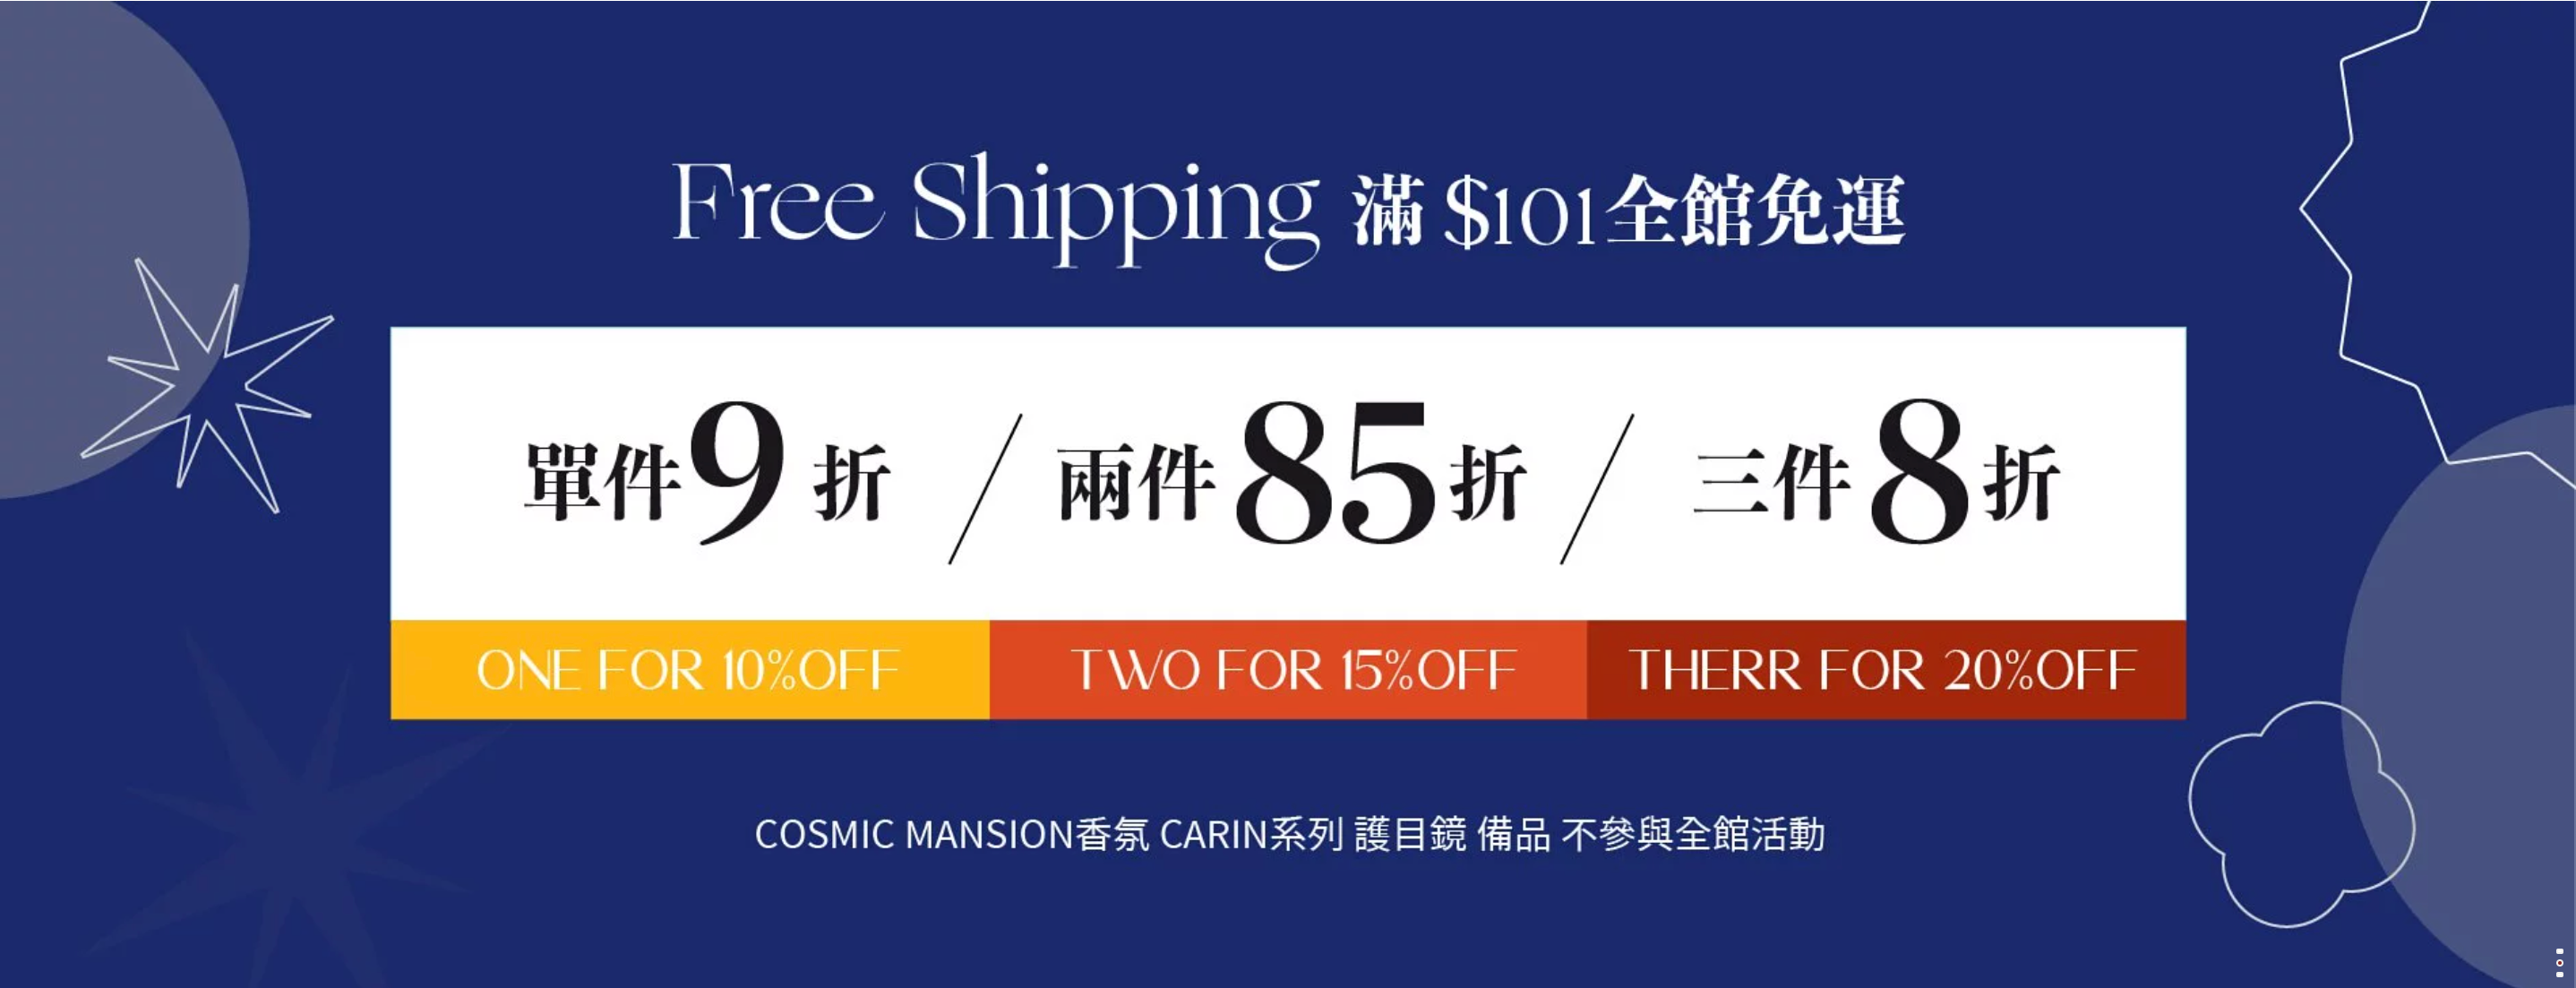 Free Shipping 滿 $101全館免運
單件9折 / 兩件85折 / 三件8折
ONE FOR 10%OFF TWO FOR 15%OFF THERR FOR 20%OFF
COSMIC MANSION香氛 CARIN系列 護目鏡 備品 不參與全館活動